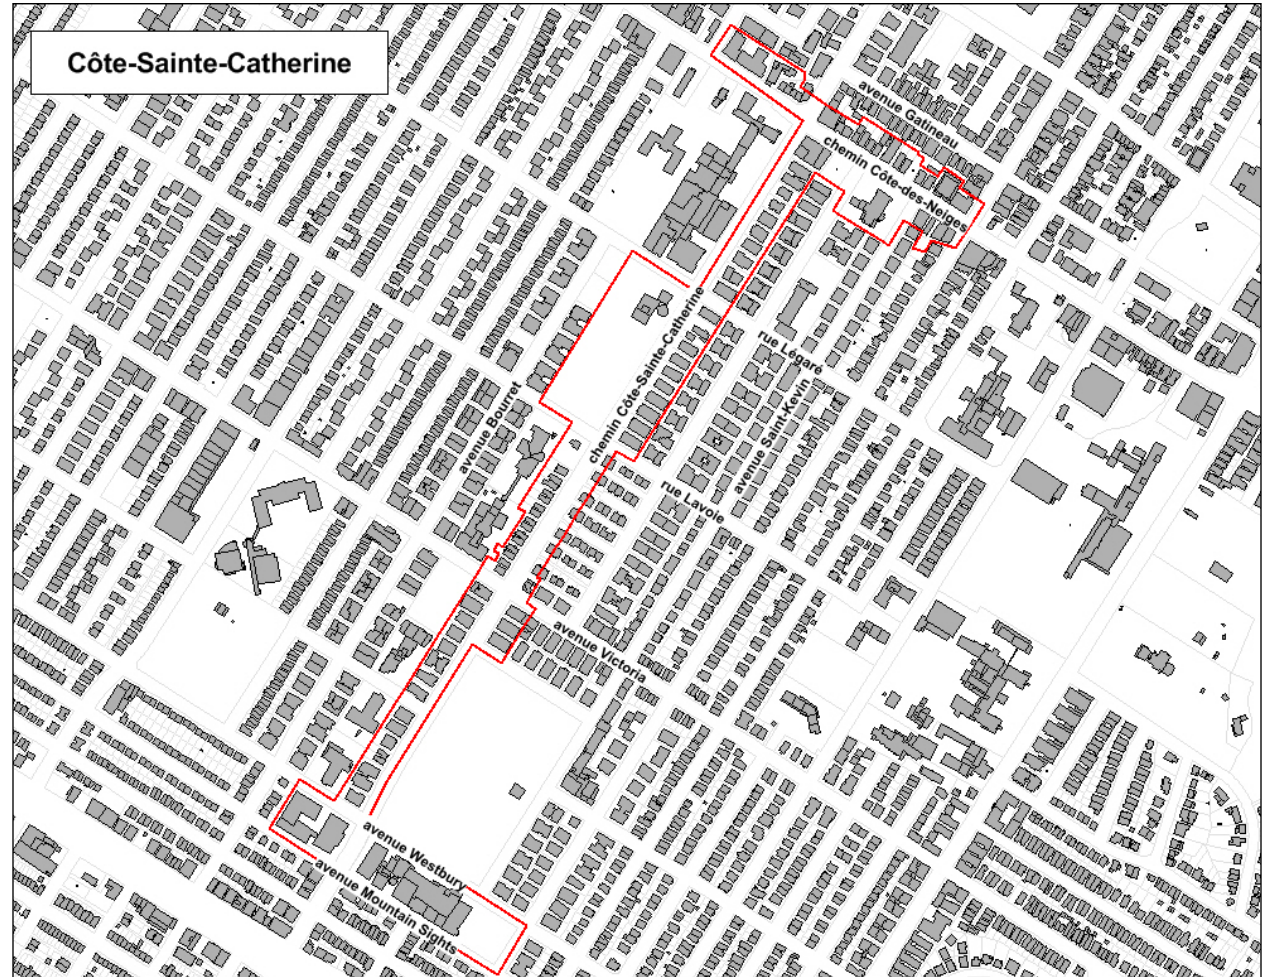 Côte-Sainte-Catherine
avenue Gatineau
chemin Côte-des-Neiges
chemin Côte-Sainte-Catherine
rue Légaré
avenue Saint-Kevin
avenue Bourret
rue Lavoie
avenue Victoria
avenue Westbury
avenue Mountain Sights